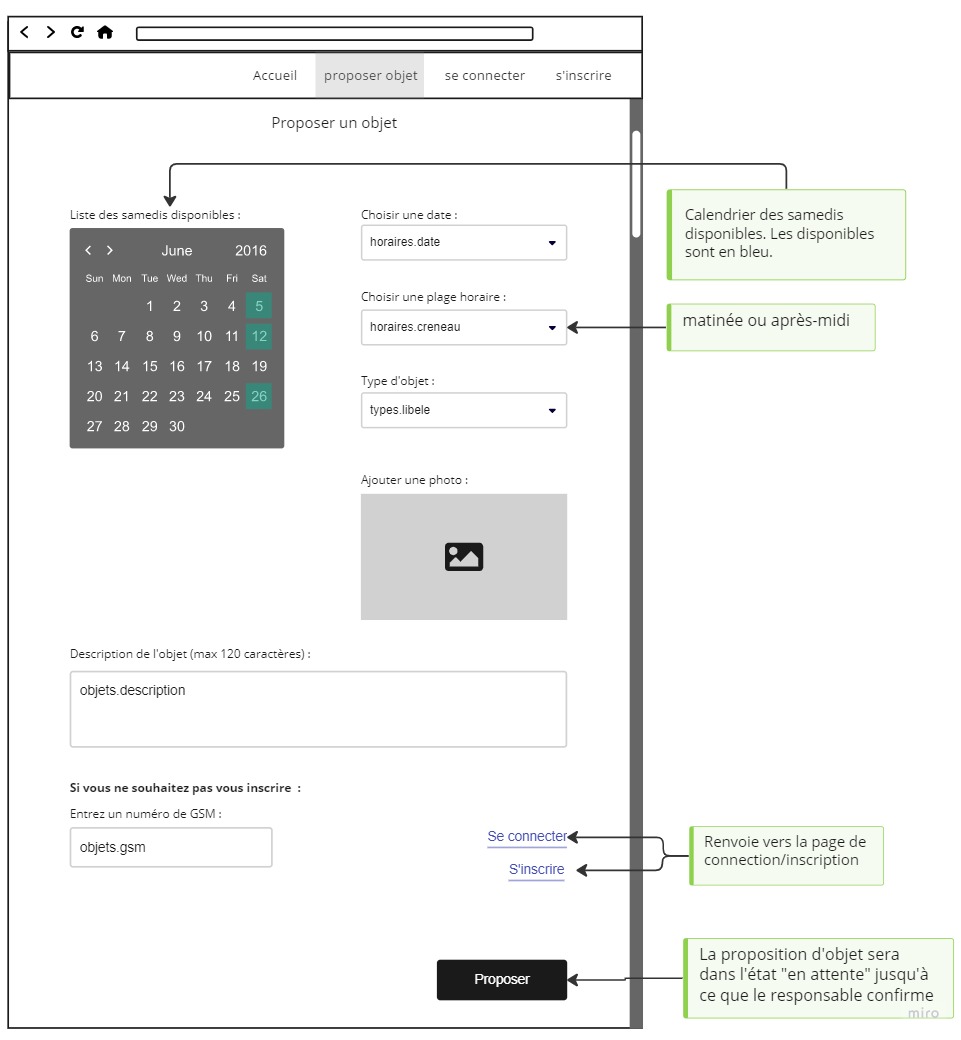 Accueil proposer objet se connecter s'inscrire
Proposer un objet
Liste des samedis disponibles :
June 2016
Sun Mon Tue Wed Thu Fri Sat
1 2 3 4 5
6 7 8 9 10 11 12
13 14 15 16 17 18 19
20 21 22 23 24 25 26
27 28 29 30
Choisir une date :
horaires.date
Choisir une plage horaire :
horaires.creneau
Type d'objet :
types.libele
Ajouter une photo :
Calendrier des samedis
disponibles. Les disponibles
sont en bleu.
matinée ou après-midi
Description de l'objet (max 120 caractères) :
objets.description
Si vous ne souhaitez pas vous inscrire :
Entrez un numéro de GSM :
objets.gsm
Se connecter
S'inscrire
Renvoie vers la page de
connection/inscription
Proposer
La proposition d'objet sera
dans l'état "en attente" jusqu'à
ce que le responsable confirme
miro